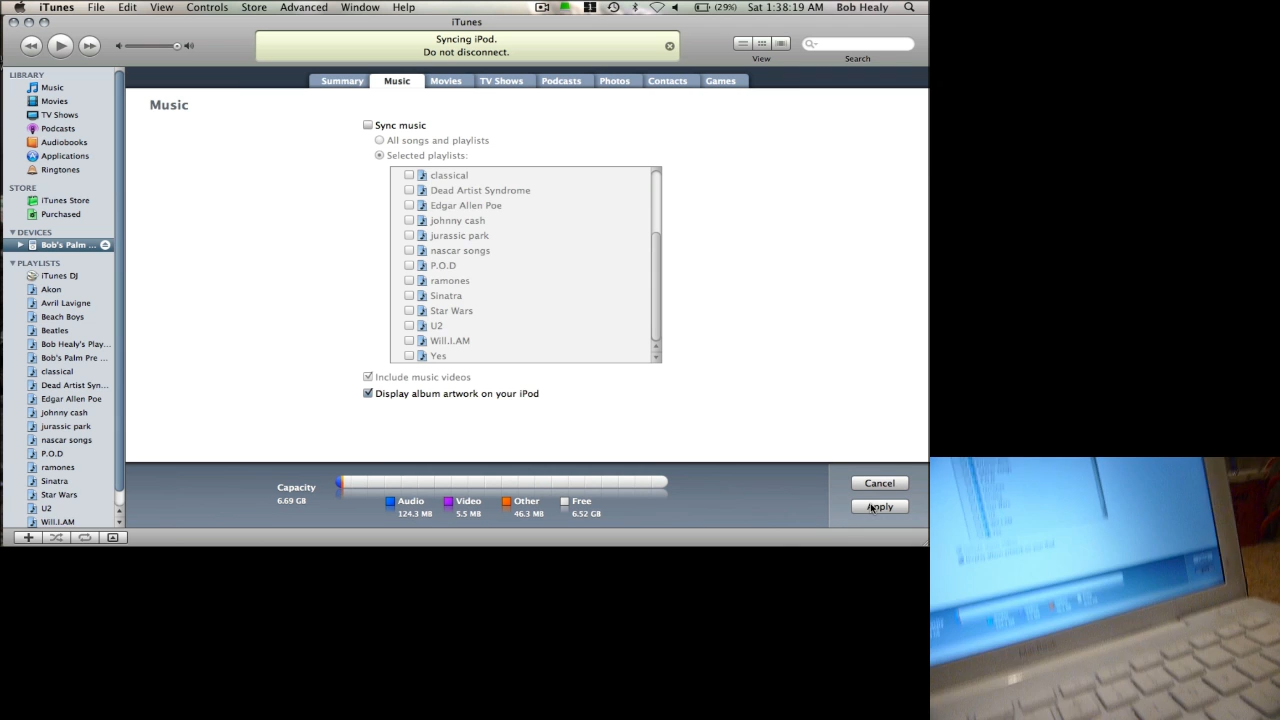 iTunes File Edit View Controls Store Advanced Window Help (29%) Sat 1:38:19 AM Bob Healy
iTunes
Syncing iPod.
Do not disconnect.
View
Search
LIBRARY
Music
Movies
TV Shows
Podcasts
Audiobooks
Applications
Ringtones
STORE
iTunes Store
Purchased
DEVICES
Bob's Palm ...
PLAYLISTS
iTunes DJ
Akon
Avril Lavigne
Beach Boys
Beatles
Bob Healy's Play...
Bob's Palm Pre ...
classical
Dead Artist Syn...
Edgar Allen Poe
johnny cash
jurassic park
nascar songs
P.O.D
ramones
Sinatra
Star Wars
U2
Will.I.AM
Summary Music Movies TV Shows Podcasts Photos Contacts Games
Music
Sync music
All songs and playlists
Selected playlists:
classical
Dead Artist Syndrome
Edgar Allen Poe
johnny cash
jurassic park
nascar songs
P.O.D
ramones
Sinatra
Star Wars
U2
Will.I.AM
Yes
Include music videos
Display album artwork on your iPod
Capacity
6.69 GB
Audio
124.3 MB
Video
5.5 MB
Other
46.3 MB
Free
6.52 GB
Cancel
Apply